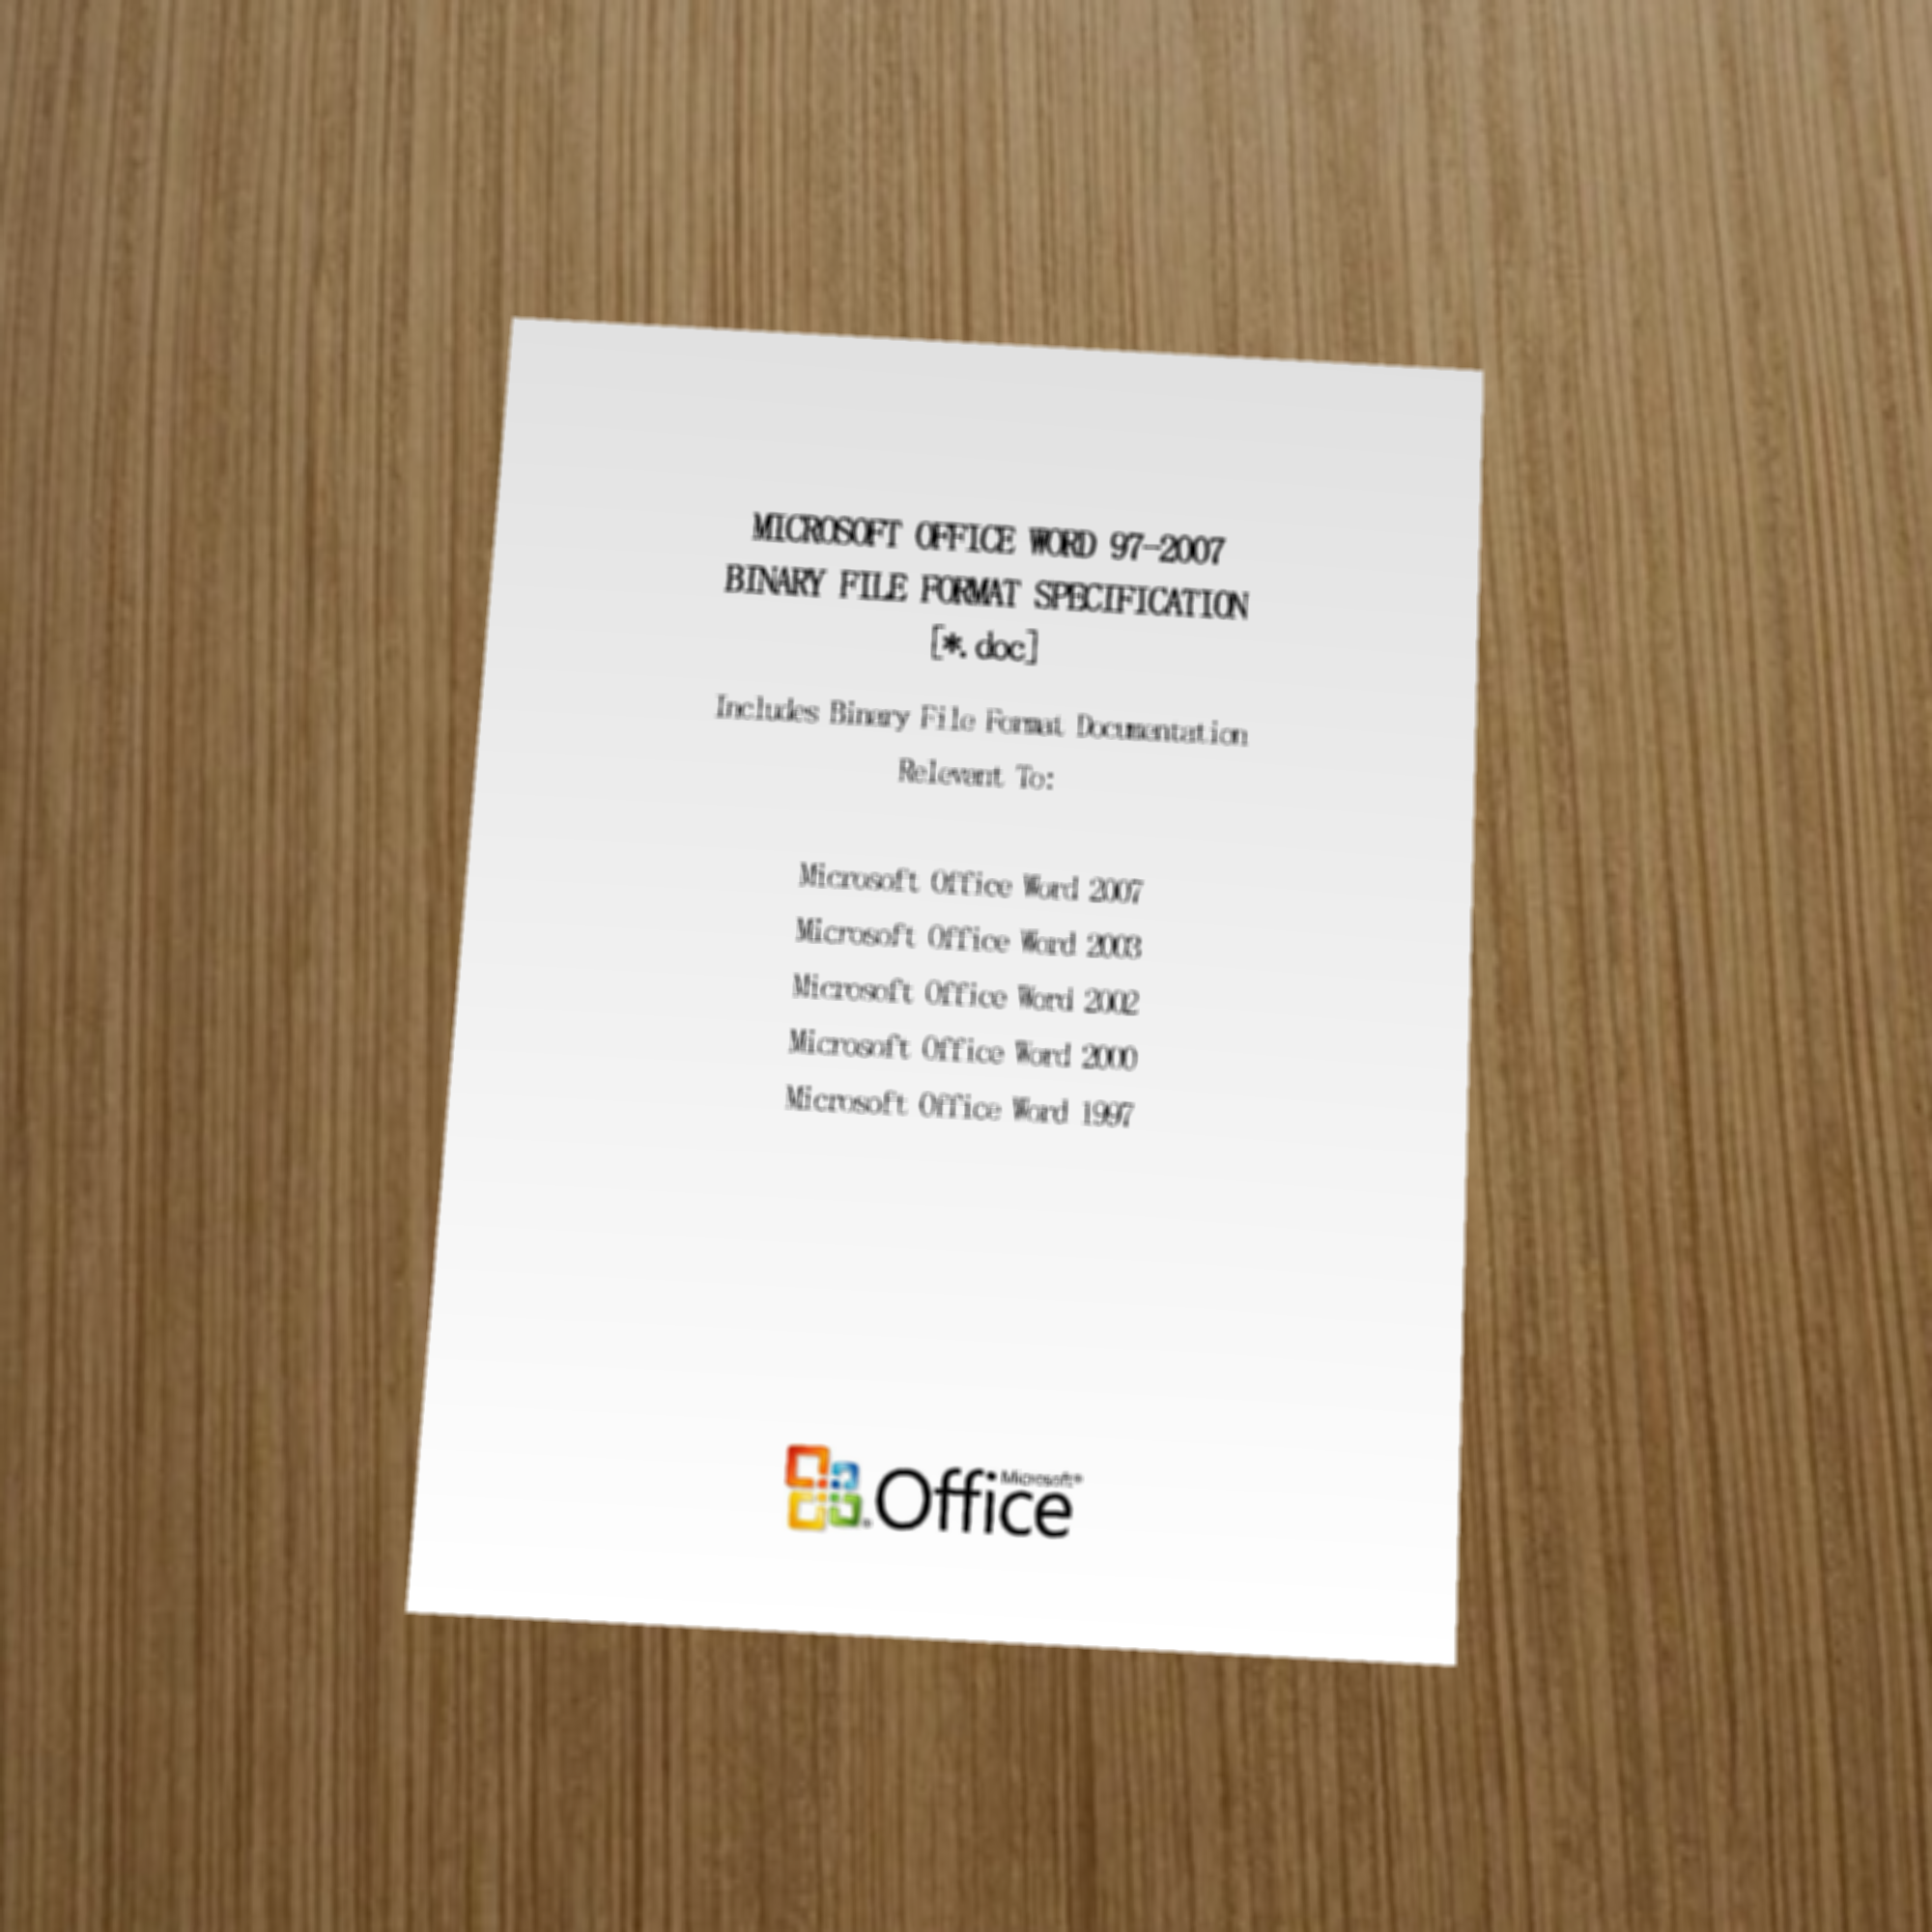 MICROSOFT OFFICE WORD 97-2007
BINARY FILE FORMAT SPECIFICATION
[*.doc]
Includes Binary File Format Documentation
Relevant To:
Microsoft Office Word 2007
Microsoft Office Word 2003
Microsoft Office Word 2002
Microsoft Office Word 2000
Microsoft Office Word 1997
Microsoft®
Office